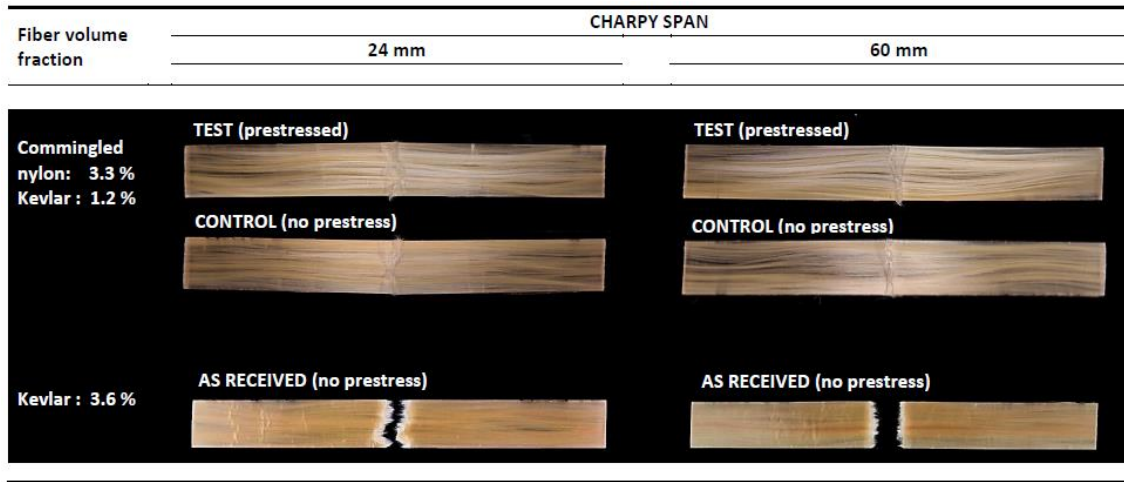 Fiber volume
fraction
CHARPY SPAN
24 mm
60 mm
Commingled
nylon: 3.3 %
Kevlar : 1.2 %
TEST (prestressed)
TEST (prestressed)
CONTROL (no prestress)
CONTROL (no prestress)
Kevlar : 3.6 %
AS RECEIVED (no prestress)
AS RECEIVED (no prestress)